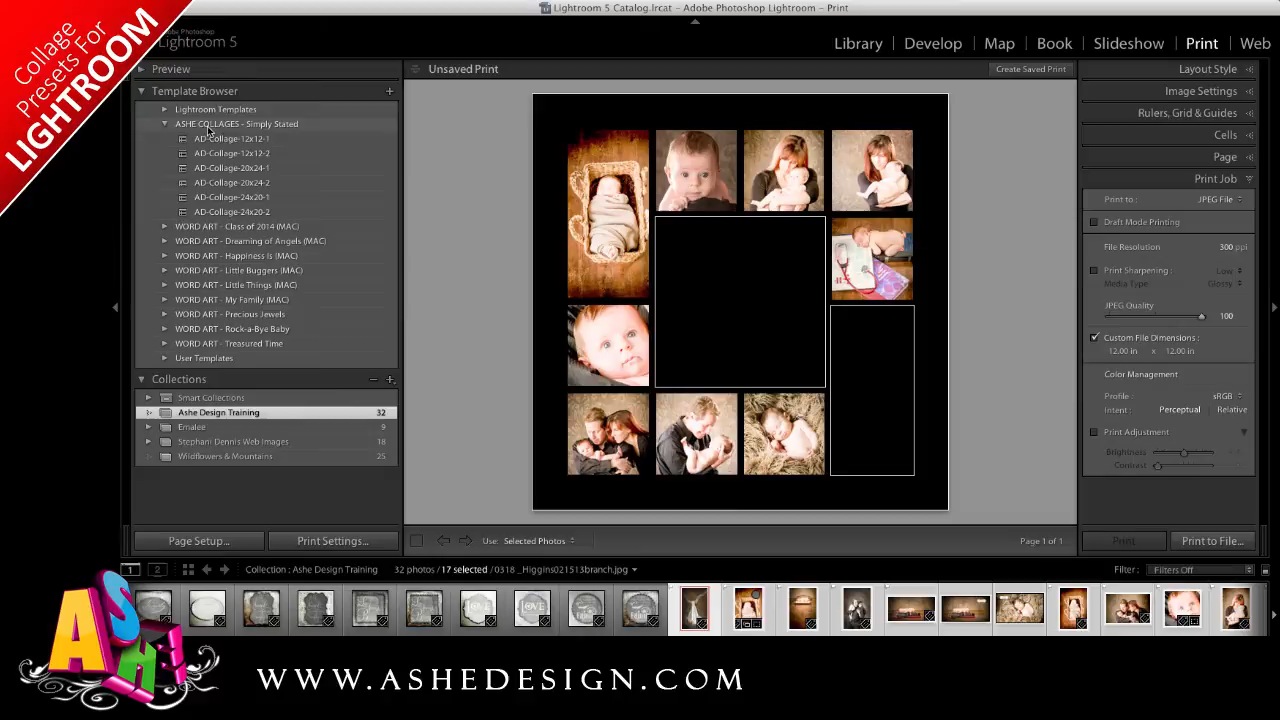 Collage
Presets For
LIGHTROOM
Lightroom 5 Catalog.lrcat - Adobe Photoshop Lightroom - Print
Adobe Photoshop
Lightroom 5
Library Develop Map Book Slideshow Print Web
Preview
Template Browser
Lightroom Templates
ASHE COLLAGES - Simply Stated
AD-Collage-12x12-1
AD-Collage-12x12-2
AD-Collage-20x24-1
AD-Collage-20x24-2
AD-Collage-24x20-1
AD-Collage-24x20-2
WORD ART - Class of 2014 (MAC)
WORD ART - Dreaming of Angels (MAC)
WORD ART - Happiness Is (MAC)
WORD ART - Little Buggers (MAC)
WORD ART - Little Things (MAC)
WORD ART - My Family (MAC)
WORD ART - Precious Jewels
WORD ART - Rock-a-Bye Baby
WORD ART - Treasured Time
User Templates
Collections
Smart Collections
Ashe Design Training 32
Emalee 9
Stephani Dennis Web Images 18
Wildflowers & Mountains 25
Page Setup... Print Settings...
Unsaved Print Create Saved Print
Use: Selected Photos Page 1 of 1
Layout Style
Image Settings
Rulers, Grid & Guides
Cells
Page
Print Job
Print to: JPEG File
Draft Mode Printing
File Resolution 300 ppi
Print Sharpening Low
Media Type Glossy
JPEG Quality
100
Custom File Dimensions :
12.00 in x 12.00 in
Color Management
Profile : sRGB
Intent : Perceptual Relative
Print Adjustment
Brightness
Contrast
Print Print to File...
1 2 Collection : Ashe Design Training 32 photos / 17 selected / 0318 _Higgins021513branch.jpg Filter : Filters Off
LOVE
ASHE
WWW.ASHEDESIGN.COM